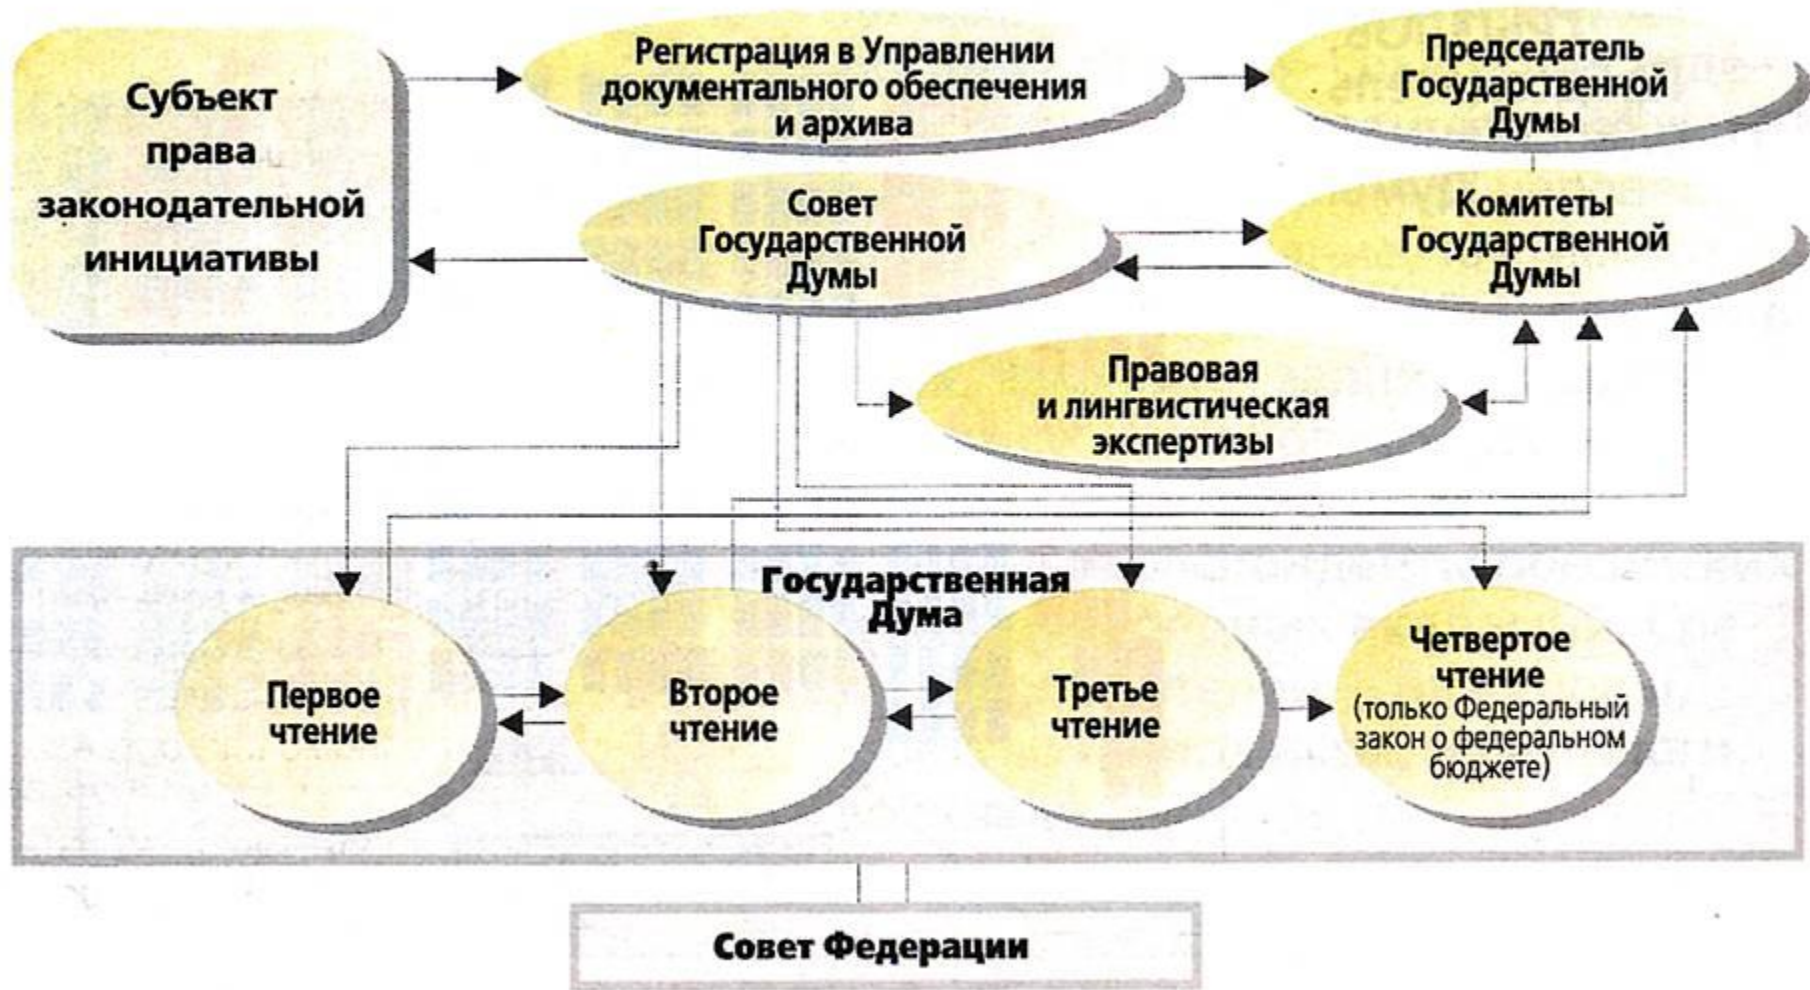 Субъект
права
законодательной
инициативы
Регистрация в Управлении
документального обеспечения
и архива
Председатель
Государственной
Думы
Совет
Государственной
Думы
Комитеты
Государственной
Думы
Правовая
и лингвистическая
экспертизы
Государственная
Дума
Первое
чтение
Второе
чтение
Третье
чтение
Четвертое
чтение
(только Федеральный
закон о федеральном
бюджете)
Совет Федерации